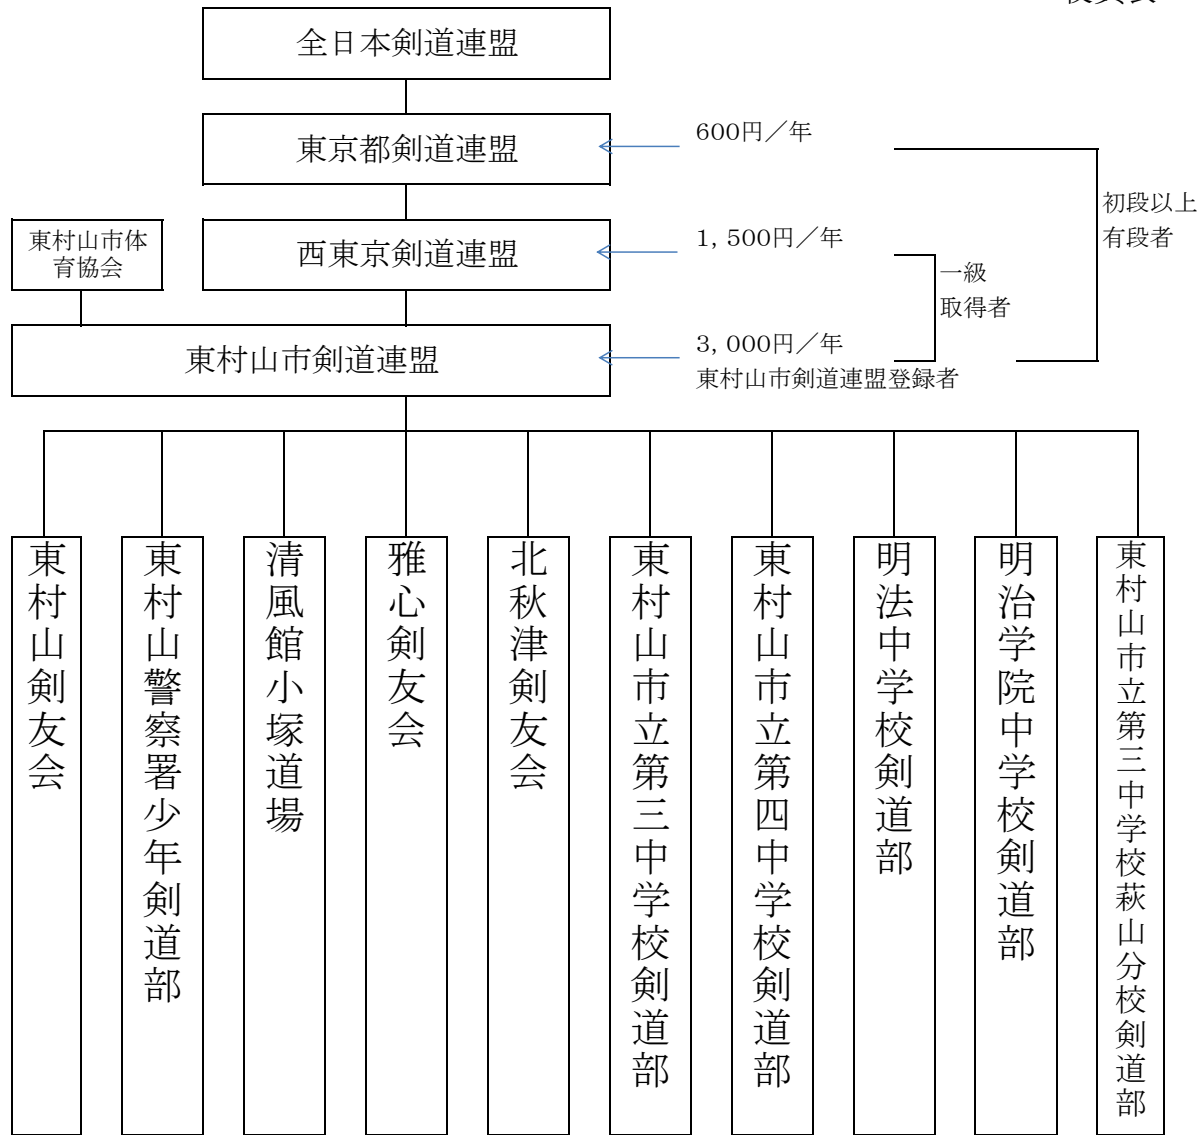 全日本剣道連盟
東京都剣道連盟
600円／年
初段以上
有段者
東村山市体
育協会
西東京剣道連盟
1,500円／年
一級
取得者
東村山市剣道連盟
3,000円／年
東村山市剣道連盟登録者
東村山剣友会
東村山警察署少年剣道部
清風館小塚道場
雅心剣友会
北秋津剣友会
東村山市立第三中学校剣道部
東村山市立第四中学校剣道部
明法中学校剣道部
明治学院中学校剣道部
東村山市立第三中学校萩山分校剣道部